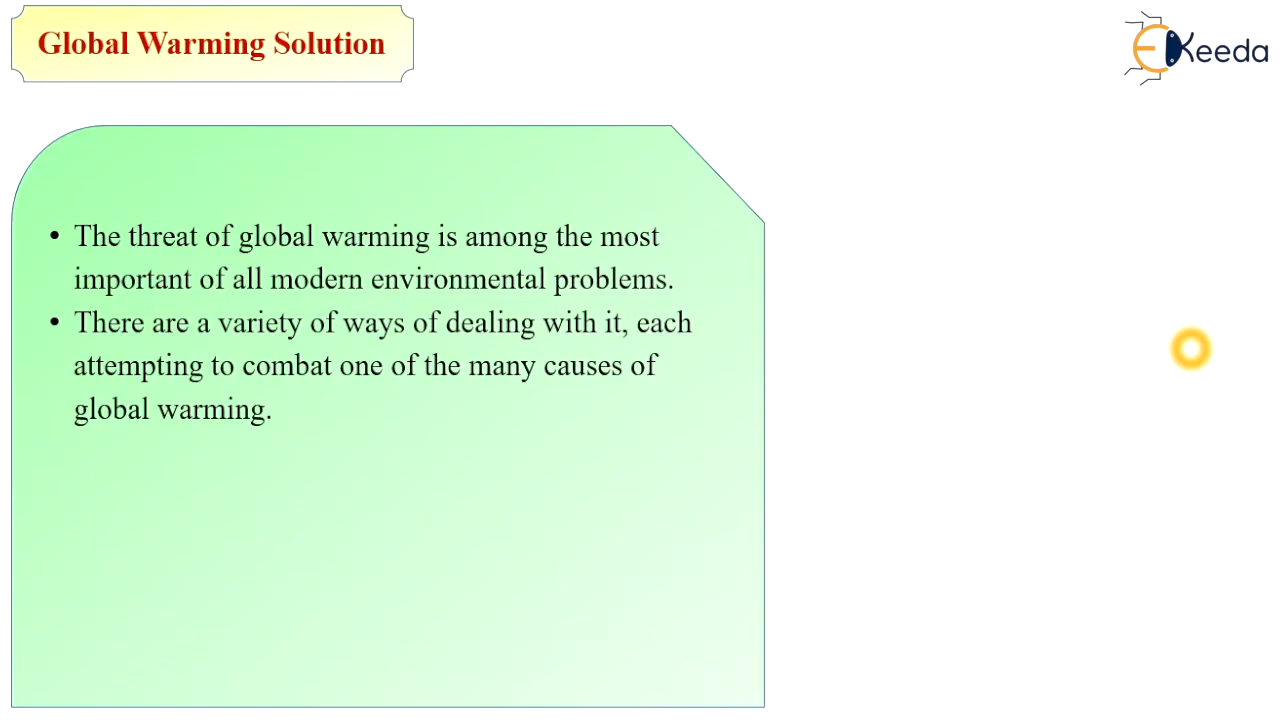 Global Warming Solution
EKeeda
• The threat of global warming is among the most
important of all modern environmental problems.
• There are a variety of ways of dealing with it, each
attempting to combat one of the many causes of
global warming.